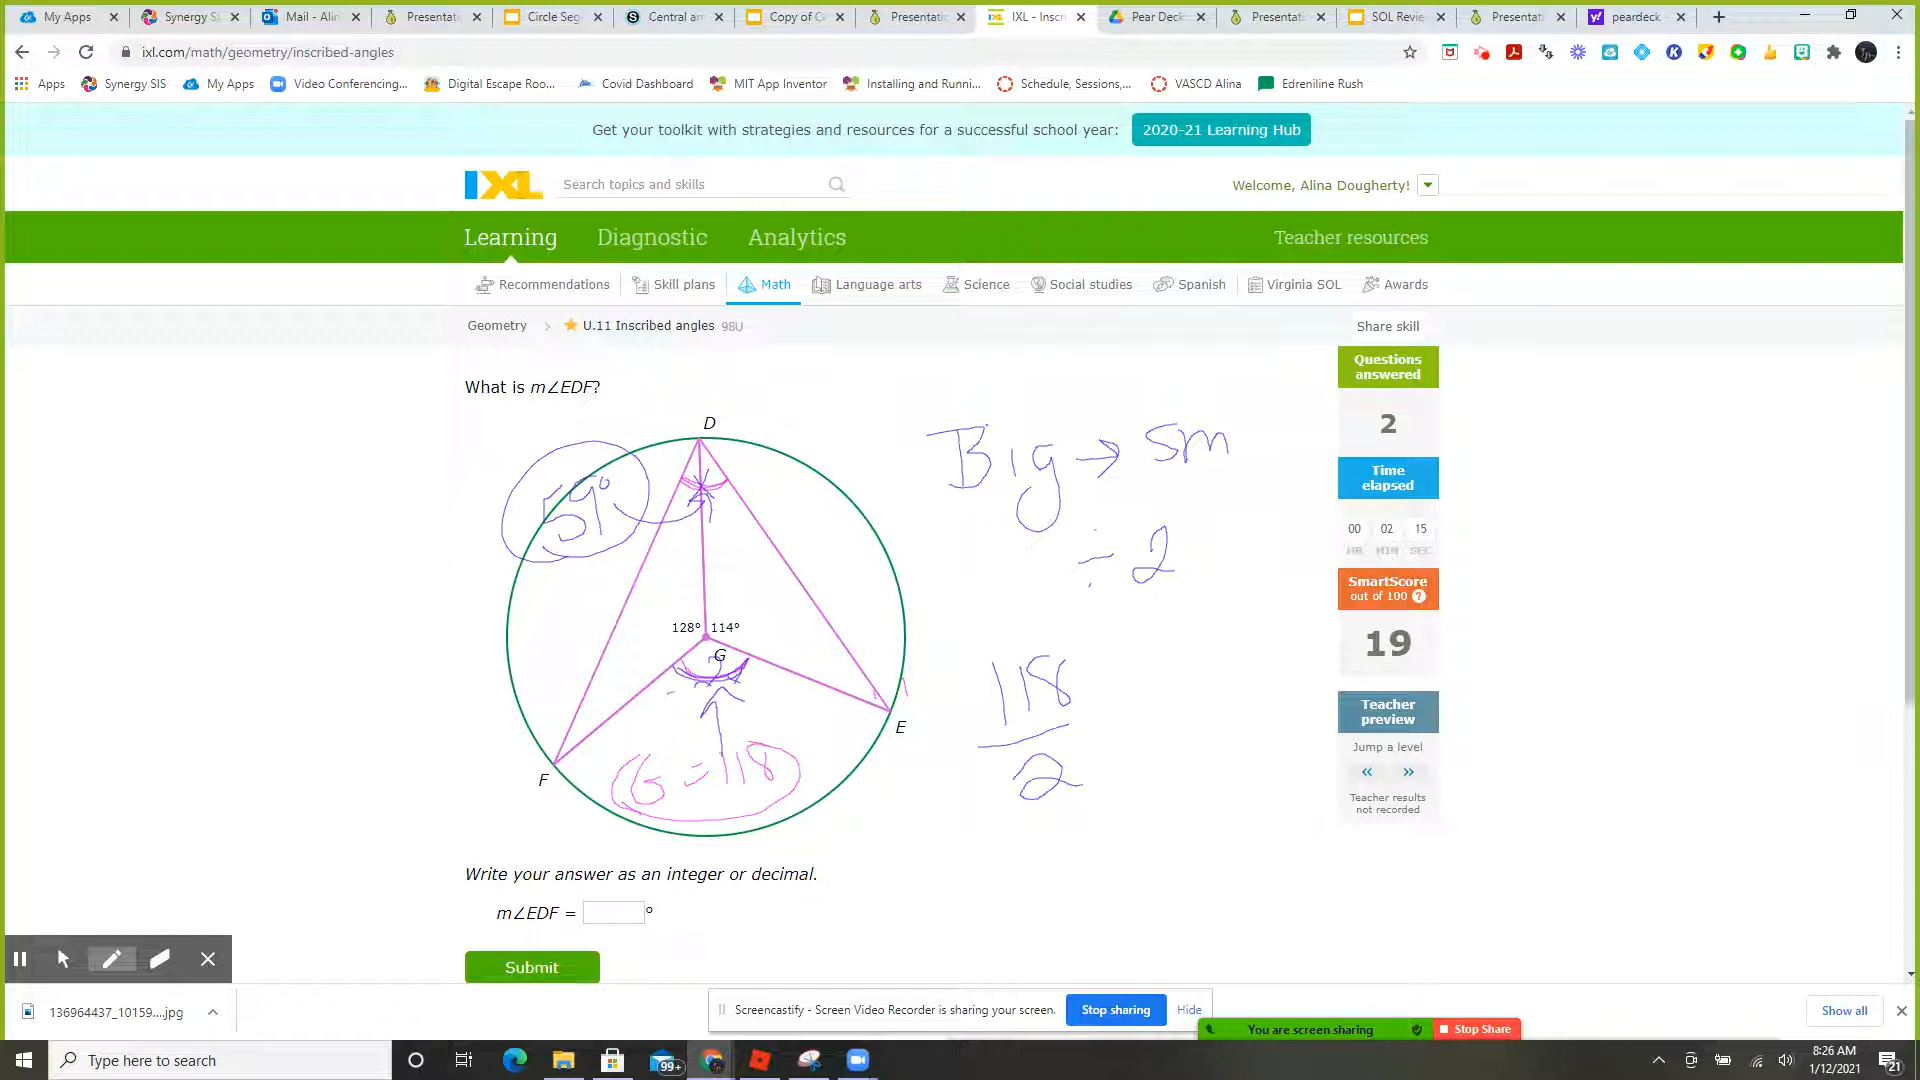 My Apps
Synergy SI
Mail - Alin
Presentat
Circle Seg
Central an
Copy of C
Presentati
IXL - Inscr
Pear Deck
Presentati
SOL Revie
Presentati
peardeck -
ixl.com/math/geometry/inscribed-angles
Apps
Synergy SIS
My Apps
Video Conferencing...
Digital Escape Roo...
Covid Dashboard
MIT App Inventor
Installing and Runni...
Schedule, Sessions,...
VASCD Alina
Edreniline Rush
Get your toolkit with strategies and resources for a successful school year:
2020-21 Learning Hub
IXL
Search topics and skills
Welcome, Alina Dougherty!
Learning
Diagnostic
Analytics
Teacher resources
Recommendations
Skill plans
Math
Language arts
Science
Social studies
Spanish
Virginia SOL
Awards
Geometry
U.11 Inscribed angles 98U
Share skill
What is m∠EDF?
Questions answered
2
Time elapsed
00 02 15
HR MIN SEC
SmartScore
out of 100 ?
19
Teacher preview
Jump a level
Teacher results not recorded
D
59°
128° 114°
G
?
E
F
G = 118
Big → Sm
÷ 2
118
2
Write your answer as an integer or decimal.
m∠EDF = °
Submit
136964437_10159....jpg
Screencastify - Screen Video Recorder is sharing your screen.
Stop sharing
Hide
Show all
You are screen sharing
Stop Share
Type here to search
99+
8:26 AM
1/12/2021
21